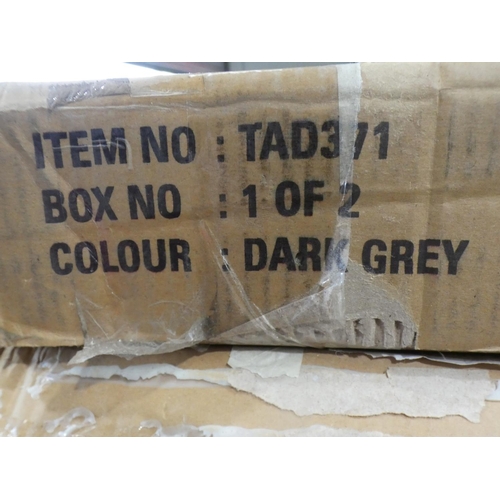 ITEM NO : TAD371
BOX NO : 1 OF 2
COLOUR : DARK GREY